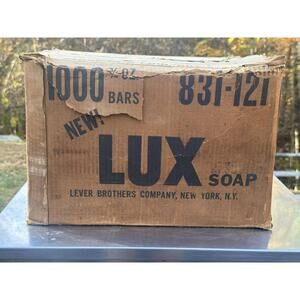 1000 ¾ OZ. BARS 831-121
NEW!
LUX SOAP
LEVER BROTHERS COMPANY, NEW YORK, N.Y.